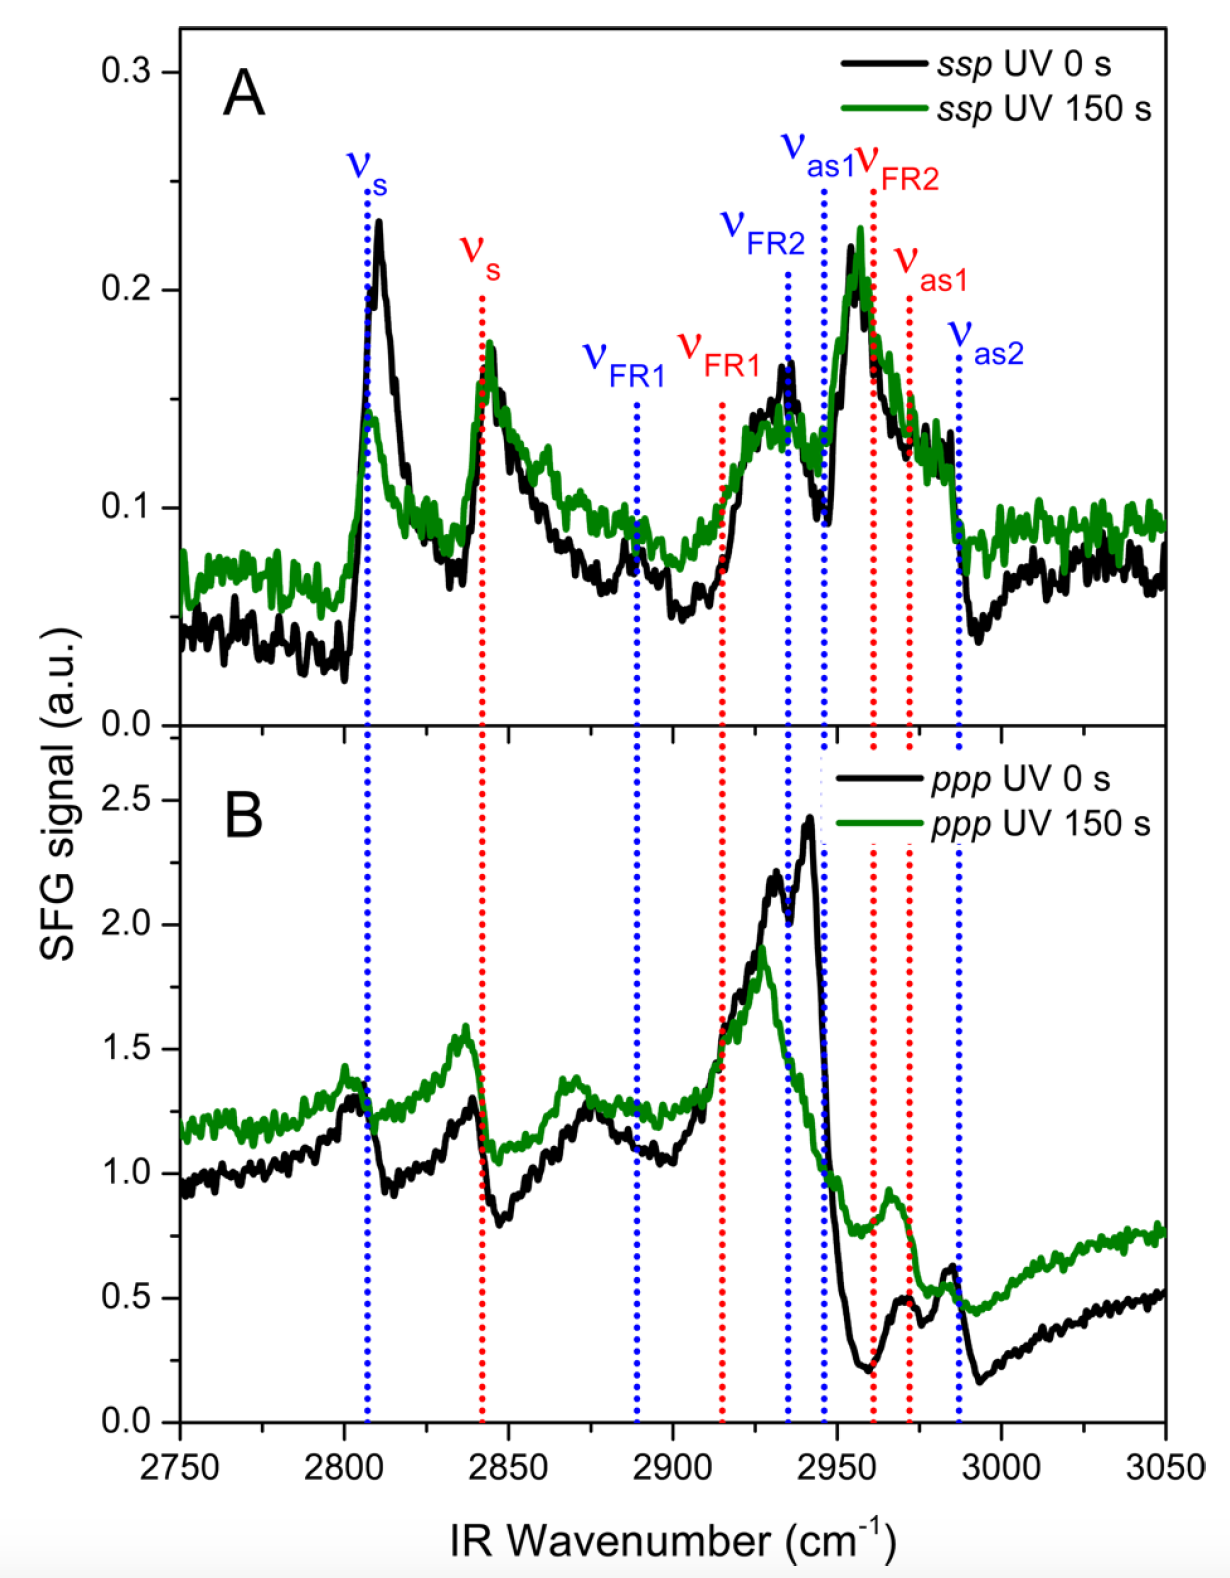 A
ssp UV 0 s
ssp UV 150 s
0.3
0.2
0.1
0.0
νs
νs
νFR1
νFR1
νFR2
νas1
νFR2
νas1
νas2
SFG signal (a.u.)
B
ppp UV 0 s
ppp UV 150 s
2.5
2.0
1.5
1.0
0.5
0.0
2750 2800 2850 2900 2950 3000 3050
IR Wavenumber (cm-1)